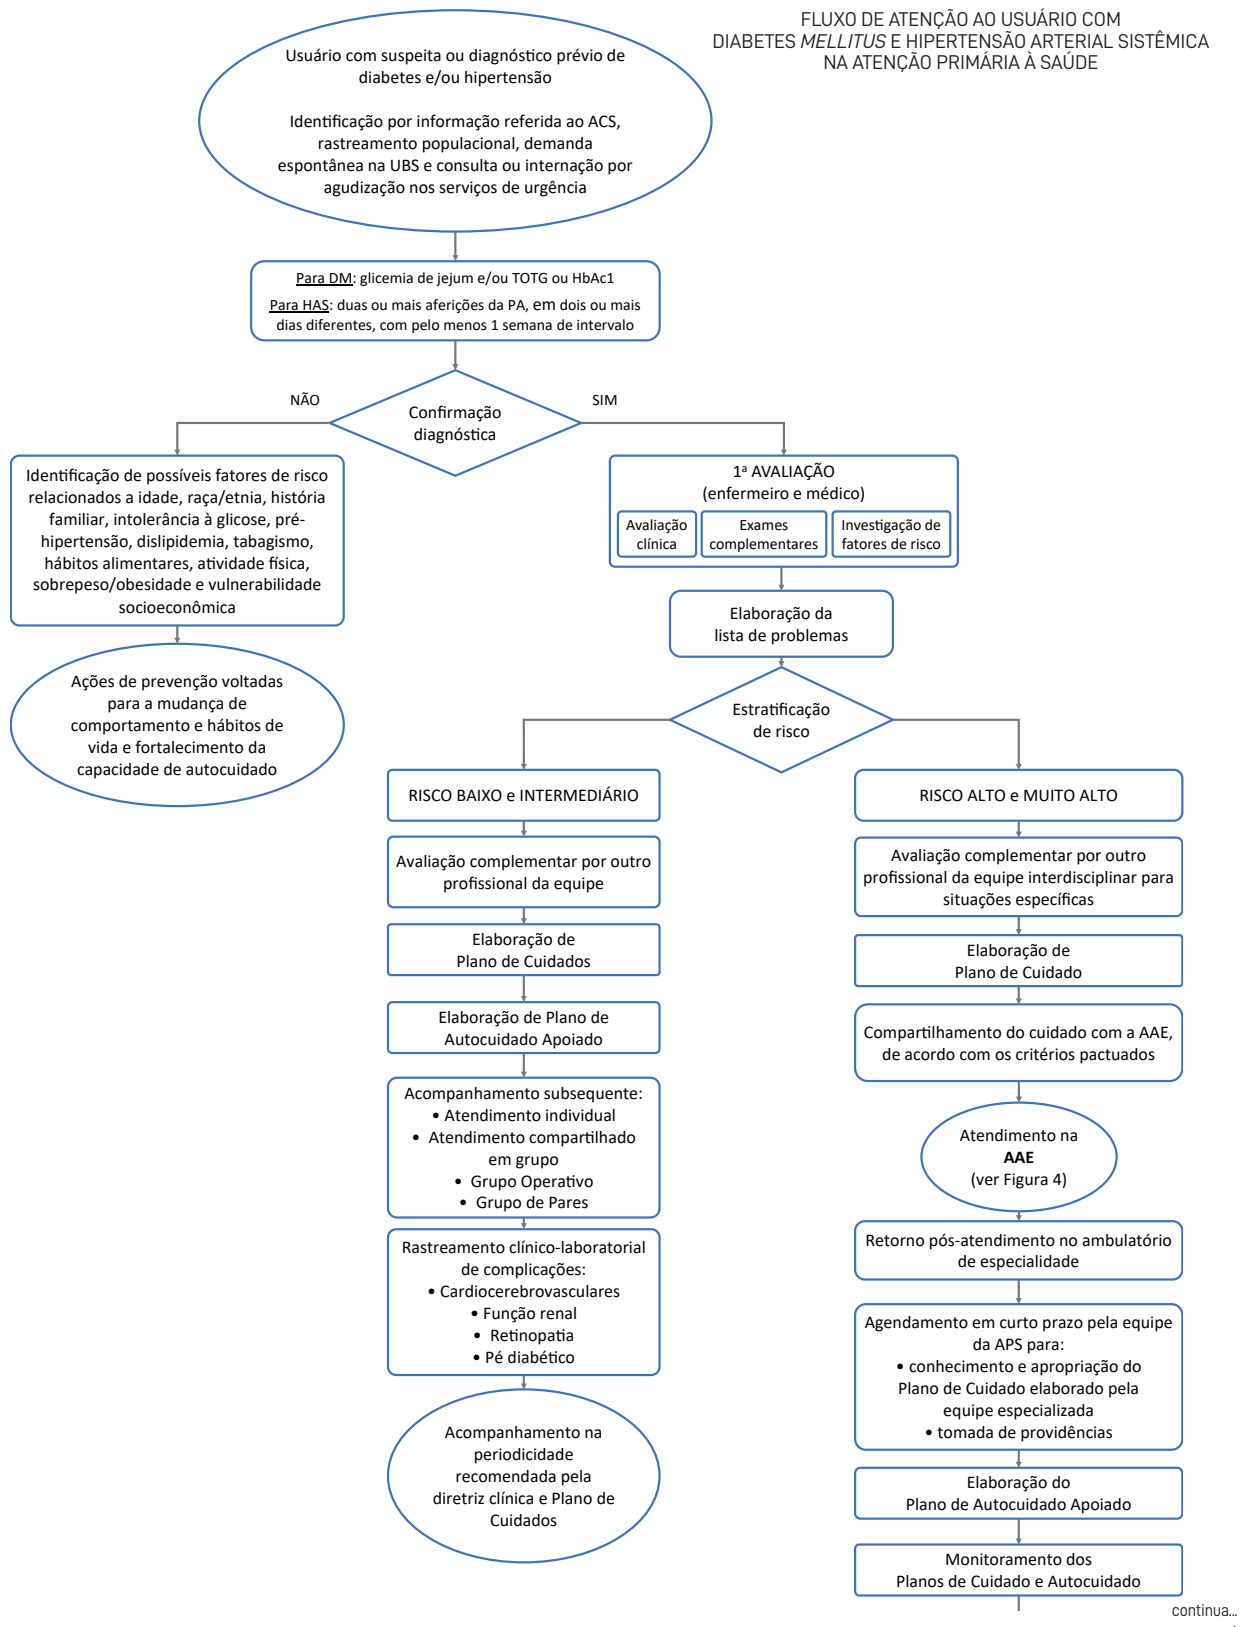 FLUXO DE ATENÇÃO AO USUÁRIO COM
DIABETES MELLITUS E HIPERTENSÃO ARTERIAL SISTÊMICA
NA ATENÇÃO PRIMÁRIA À SAÚDE
Usuário com suspeita ou diagnóstico prévio de
diabetes e/ou hipertensão
Identificação por informação referida ao ACS,
rastreamento populacional, demanda
espontânea na UBS e consulta ou internação por
agudização nos serviços de urgência
Para DM: glicemia de jejum e/ou TOTG ou HbAc1
Para HAS: duas ou mais aferições da PA, em dois ou mais
dias diferentes, com pelo menos 1 semana de intervalo
Confirmação
diagnóstica
NÃO
SIM
Identificação de possíveis fatores de risco
relacionados a idade, raça/etnia, história
familiar, intolerância à glicose, pré-
hipertensão, dislipidemia, tabagismo,
hábitos alimentares, atividade física,
sobrepeso/obesidade e vulnerabilidade
socioeconômica
Ações de prevenção voltadas
para a mudança de
comportamento e hábitos de
vida e fortalecimento da
capacidade de autocuidado
1ª AVALIAÇÃO
(enfermeiro e médico)
Avaliação
clínica
Exames
complementares
Investigação de
fatores de risco
Elaboração da
lista de problemas
Estratificação
de risco
RISCO BAIXO e INTERMEDIÁRIO
Avaliação complementar por outro
profissional da equipe
Elaboração de
Plano de Cuidados
Elaboração de Plano de
Autocuidado Apoiado
Acompanhamento subsequente:
• Atendimento individual
• Atendimento compartilhado
em grupo
• Grupo Operativo
• Grupo de Pares
Rastreamento clínico-laboratorial
de complicações:
• Cardiocerebrovasculares
• Função renal
• Retinopatia
• Pé diabético
Acompanhamento na
periodicidade
recomendada pela
diretriz clínica e Plano de
Cuidados
RISCO ALTO e MUITO ALTO
Avaliação complementar por outro
profissional da equipe interdisciplinar para
situações específicas
Elaboração de
Plano de Cuidado
Compartilhamento do cuidado com a AAE,
de acordo com os critérios pactuados
Atendimento na
AAE
(ver Figura 4)
Retorno pós-atendimento no ambulatório
de especialidade
Agendamento em curto prazo pela equipe
da APS para:
• conhecimento e apropriação do
Plano de Cuidado elaborado pela
equipe especializada
• tomada de providências
Elaboração do
Plano de Autocuidado Apoiado
Monitoramento dos
Planos de Cuidado e Autocuidado
continua...